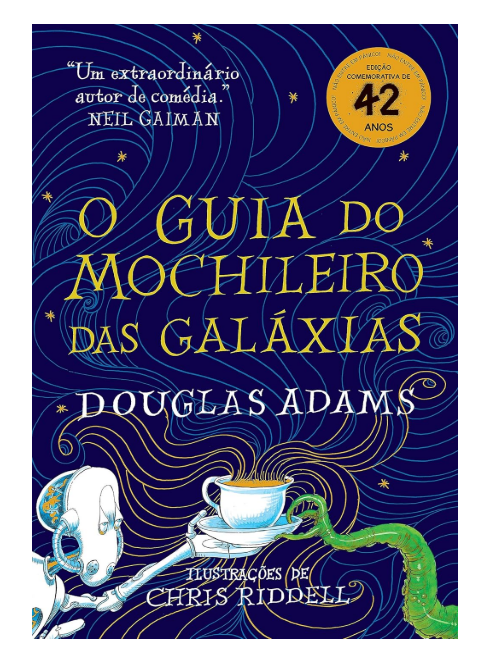 “Um extraordinário
autor de comédia.”
NEIL GAIMAN
EDIÇÃO
COMEMORATIVA DE
42
ANOS
O GUIA DO
MOCHILEIRO
DAS GALÁXIAS
DOUGLAS ADAMS
ILUSTRAÇÕES DE
CHRIS RIDDELL